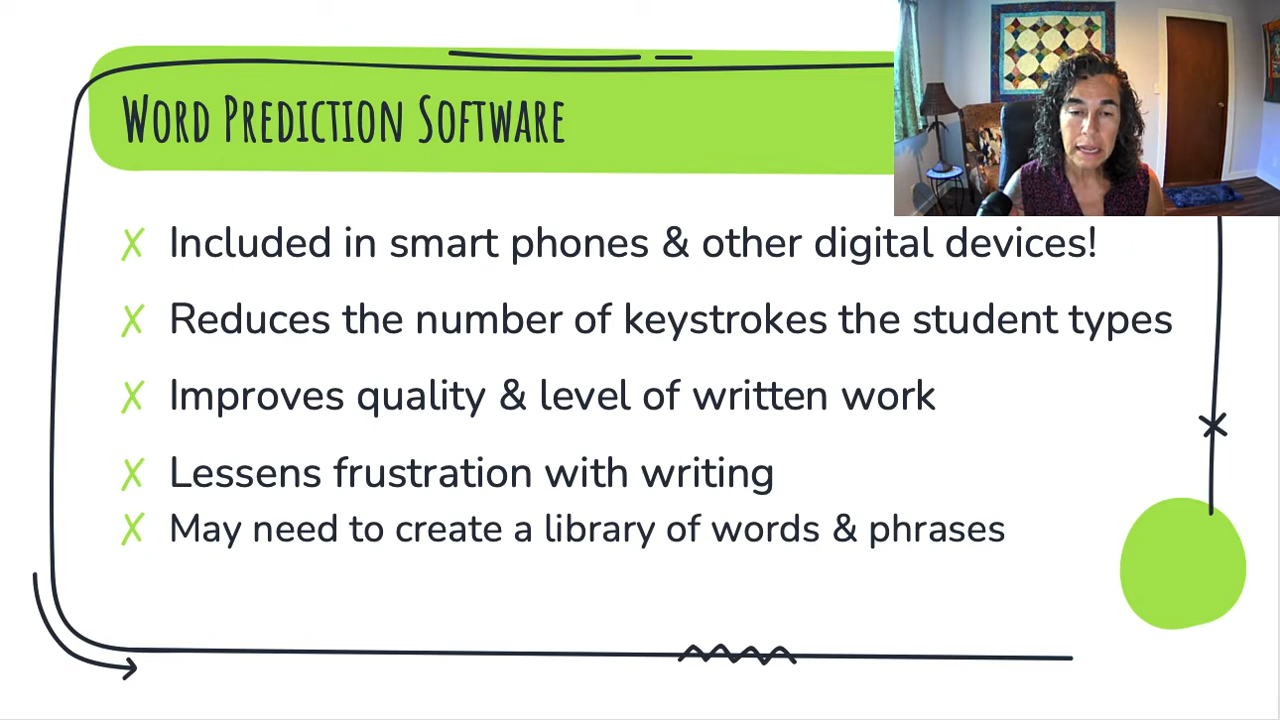 Word Prediction Software
Included in smart phones & other digital devices!
Reduces the number of keystrokes the student types
Improves quality & level of written work
Lessens frustration with writing
May need to create a library of words & phrases